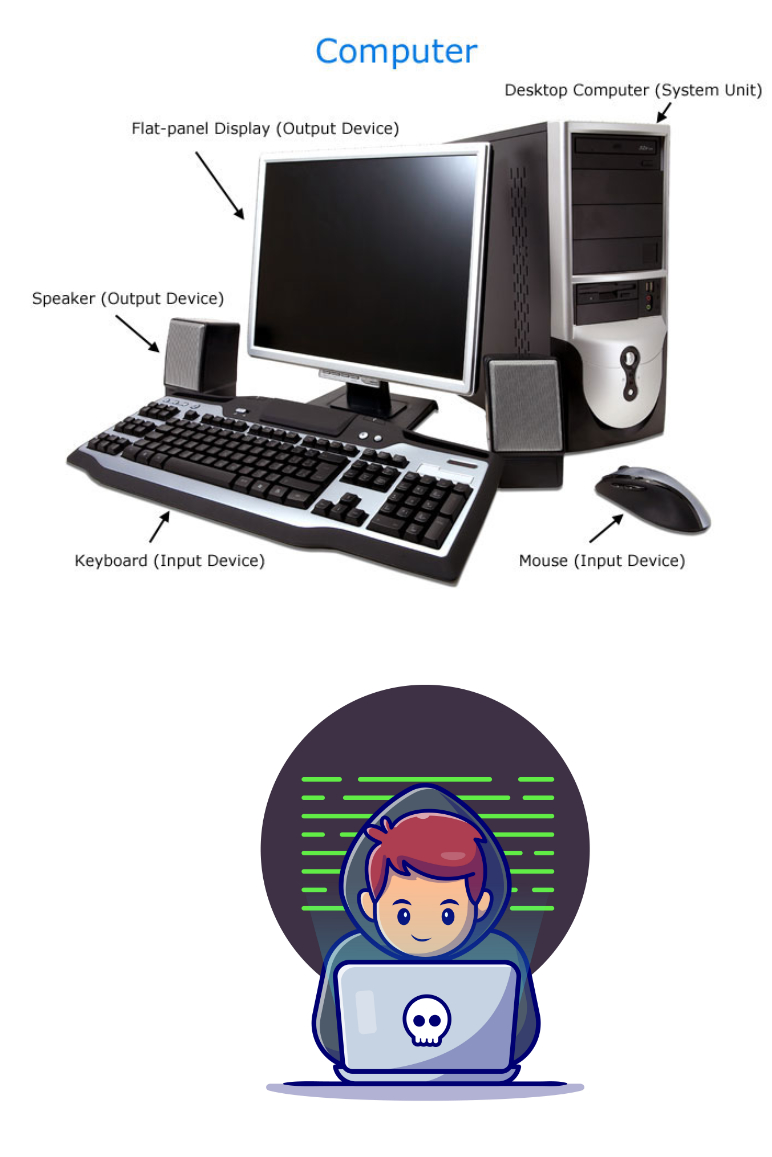 Computer
Desktop Computer (System Unit)
Flat-panel Display (Output Device)
Speaker (Output Device)
Keyboard (Input Device)
Mouse (Input Device)